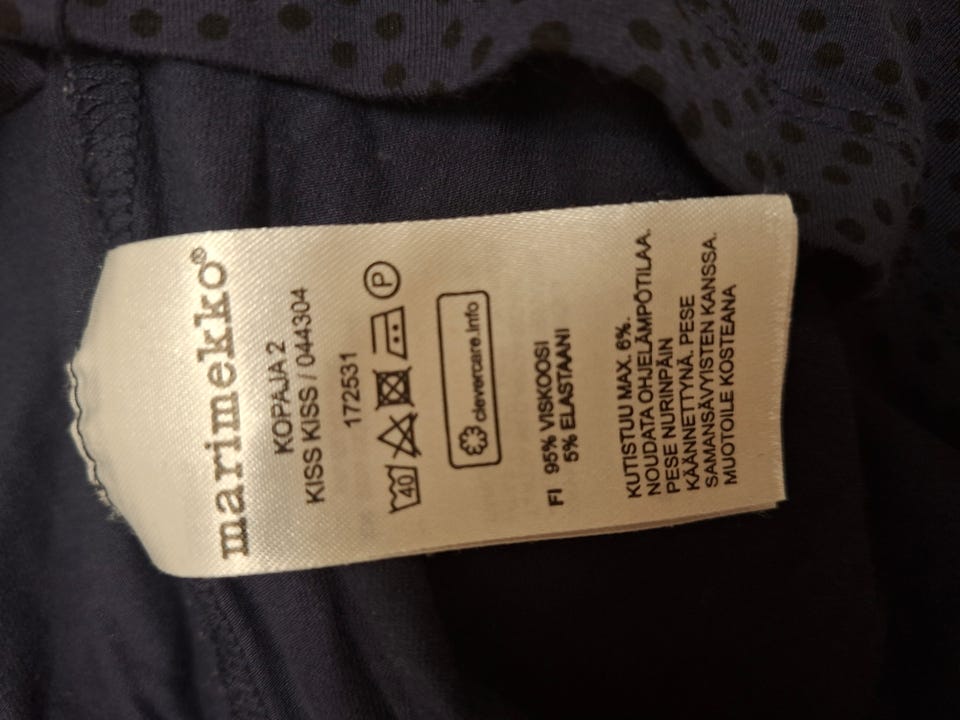 marimekko®
KOPAJA 2
KISS KISS / 044304
172531
40 P
clevercare.info
FI 95% VISKOOSI
5% ELASTAANI
KUTISTUU MAX. 6%.
NOUDATA OHJELÄMPÖTILAA.
PESE NURINPÄIN
KÄÄNNETTYNÄ. PESE
SAMANSÄVYISTEN KANSSA.
MUOTOILE KOSTEANA